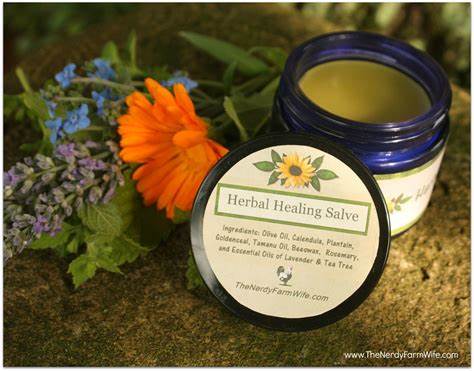 Herbal Healing Salve
Ingredients: Olive Oil, Calendula, Plantain,
Goldenseal, Tamanu Oil, Beeswax, Rosemary,
and Essential Oils of Lavender & Tea Tree
TheNerdyFarmWife.com
www.TheNerdyFarmWife.com